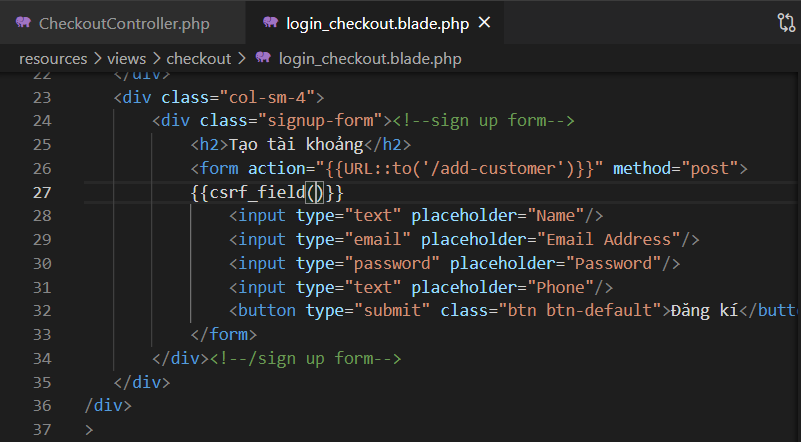 CheckoutController.php login_checkout.blade.php ×
resources > views > checkout > login_checkout.blade.php
22 </div>
23 <div class="col-sm-4">
24 <div class="signup-form"><!--sign up form-->
25 <h2>Tạo tài khoảng</h2>
26 <form action="{{URL::to('/add-customer')}}" method="post">
27 {{csrf_field()}}
28 <input type="text" placeholder="Name"/>
29 <input type="email" placeholder="Email Address"/>
30 <input type="password" placeholder="Password"/>
31 <input type="text" placeholder="Phone"/>
32 <button type="submit" class="btn btn-default">Đăng kí</butto
33 </form>
34 </div><!--/sign up form-->
35 </div>
36 /div>
37 >